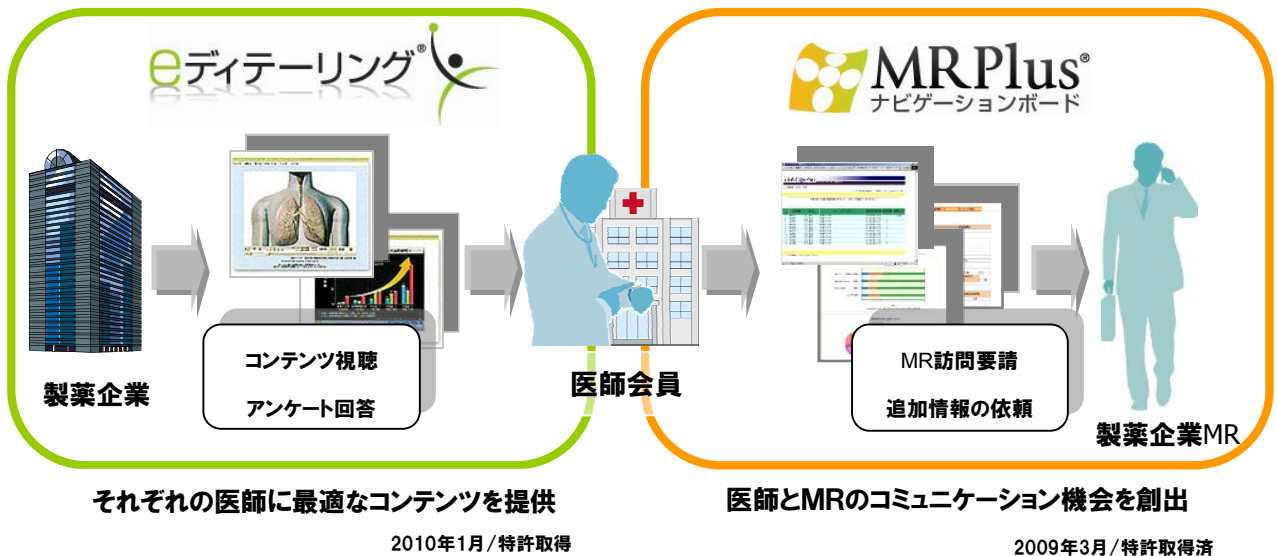 eディテーリング®
MR Plus®
ナビゲーションボード
コンテンツ視聴
アンケート回答
製薬企業
医師会員
MR訪問要請
追加情報の依頼
製薬企業MR
それぞれの医師に最適なコンテンツを提供
医師とMRのコミュニケーション機会を創出
2010年1月/特許取得
2009年3月/特許取得済